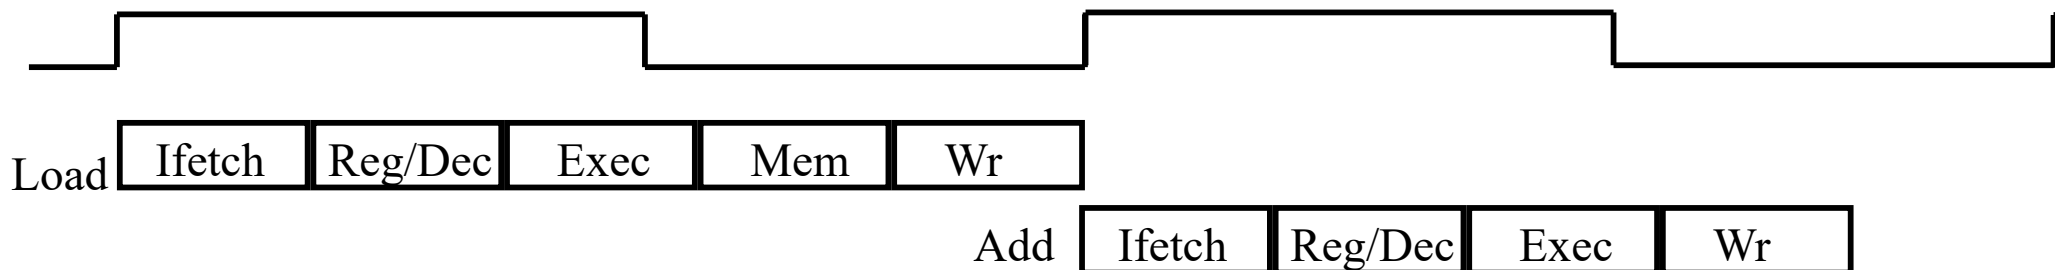 Load Ifetch Reg/Dec Exec Mem Wr
Add Ifetch Reg/Dec Exec Wr